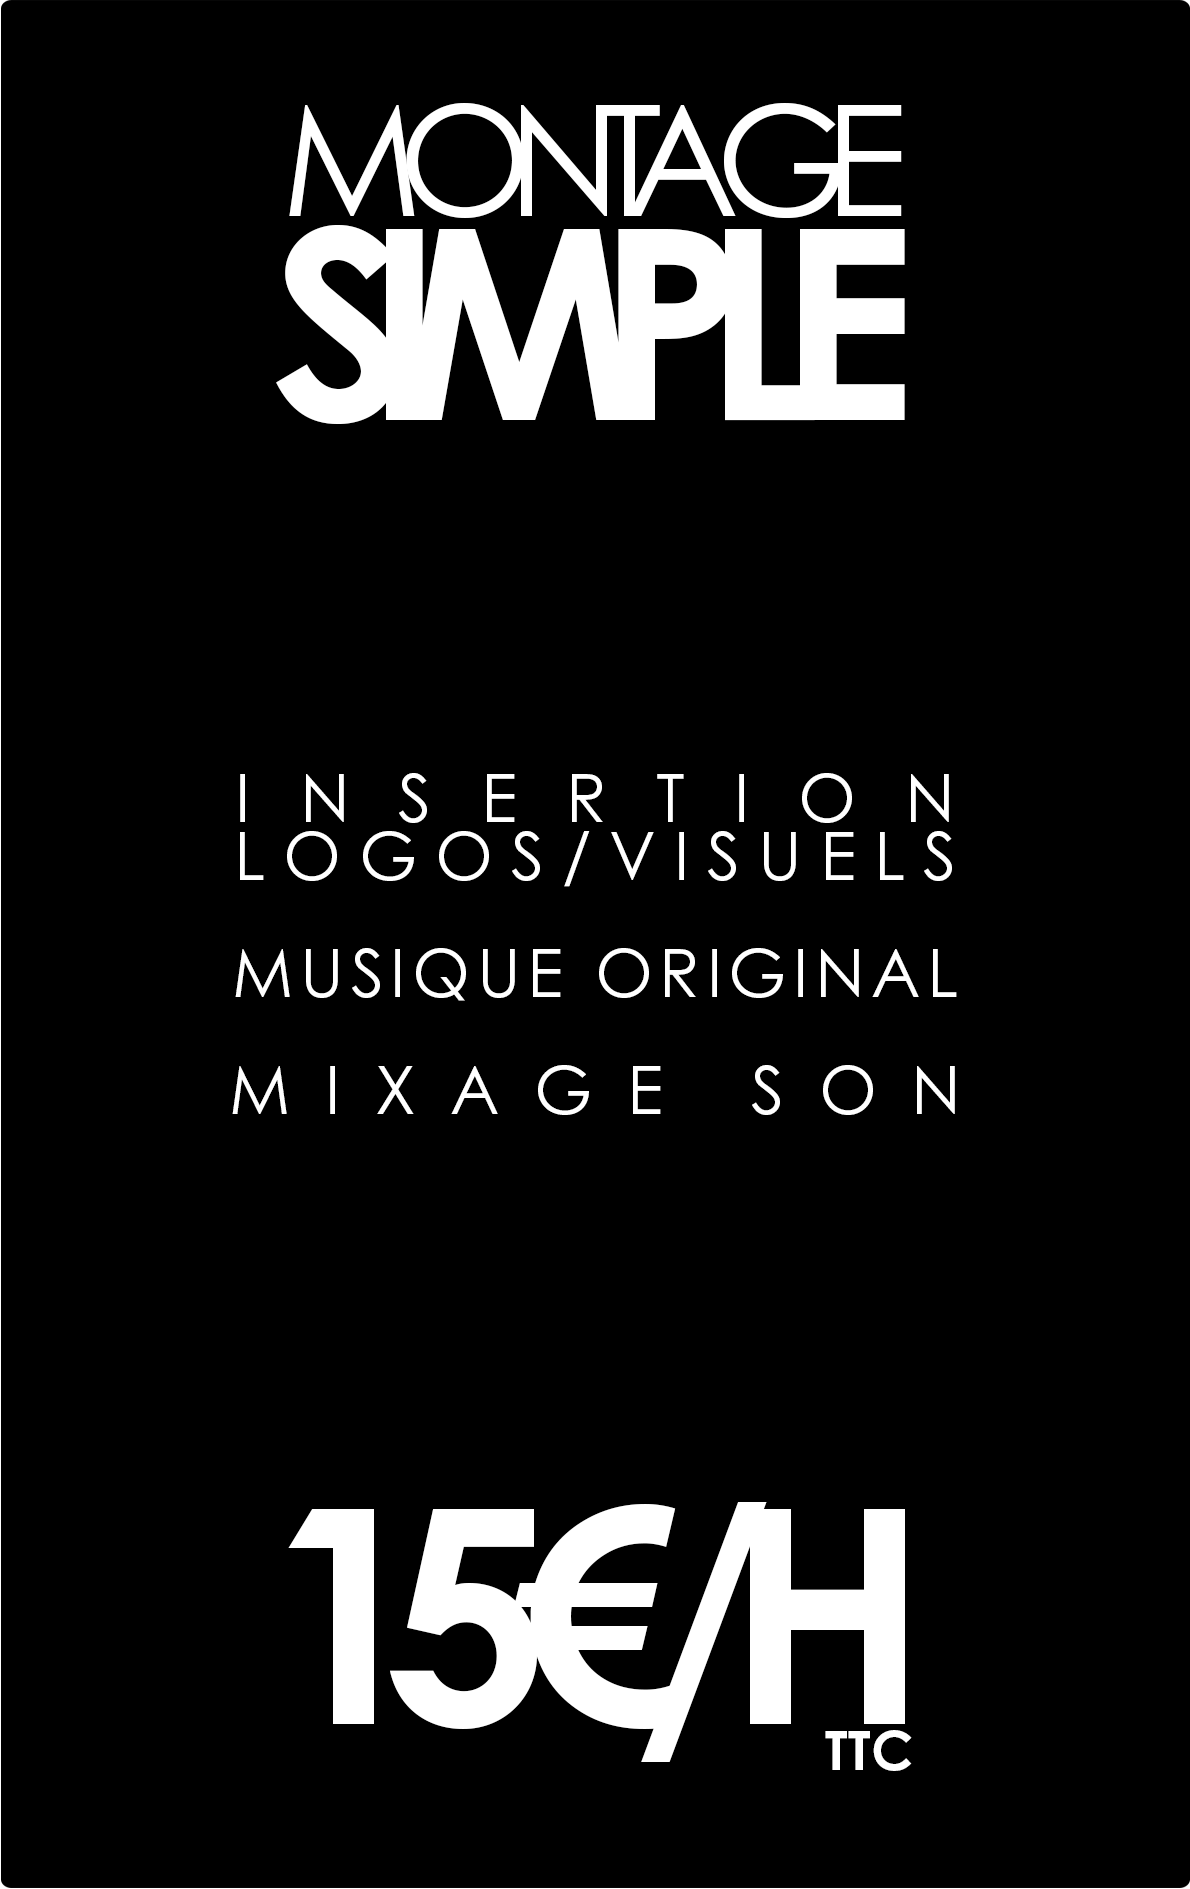 MONTAGE
SIMPLE
INSERTION
LOGOS/VISUELS
MUSIQUE ORIGINAL
MIXAGE SON
15€/H
TTC